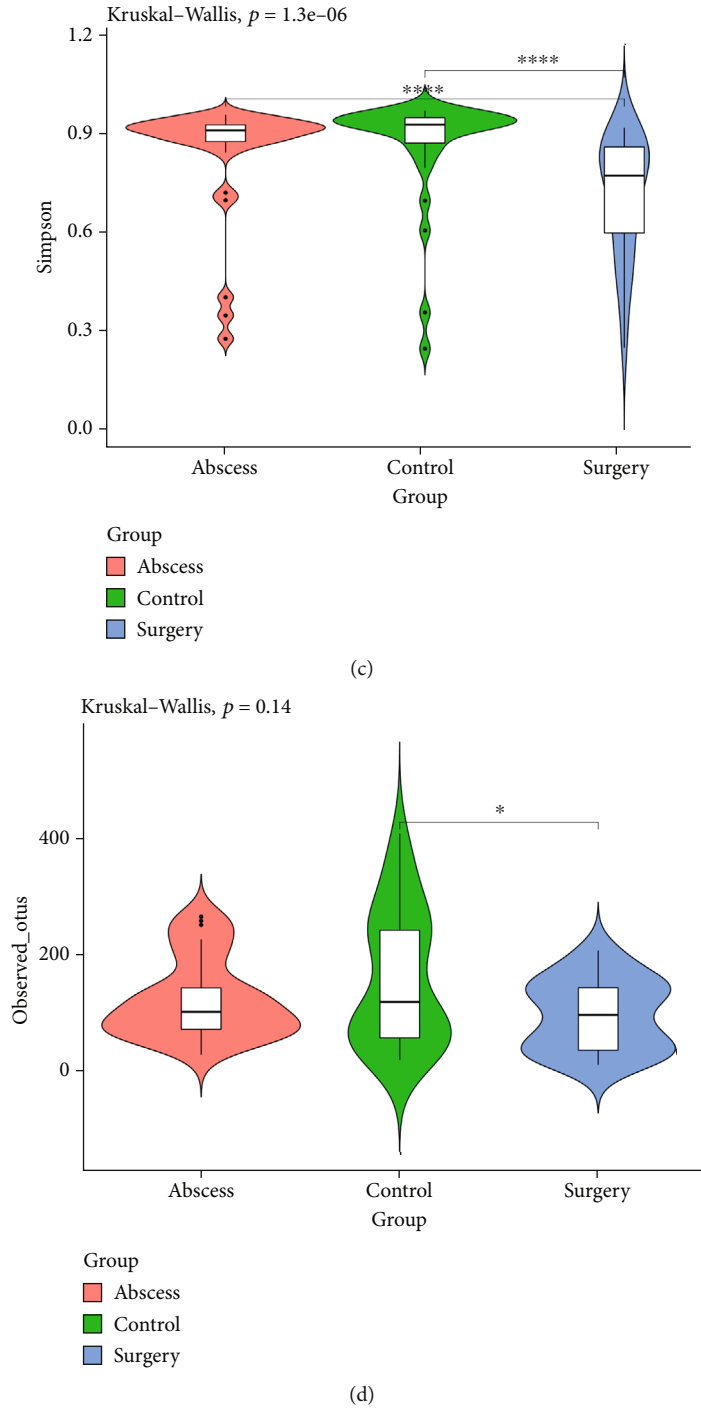 Kruskal–Wallis, p = 1.3e–06
1.2
****
****
0.9
Simpson
0.6
0.3
0.0
Abscess Control Surgery
Group
Group
Abscess
Control
Surgery
(c)
Kruskal–Wallis, p = 0.14
400
*
Observed_otus
200
0
Abscess Control Surgery
Group
Group
Abscess
Control
Surgery
(d)